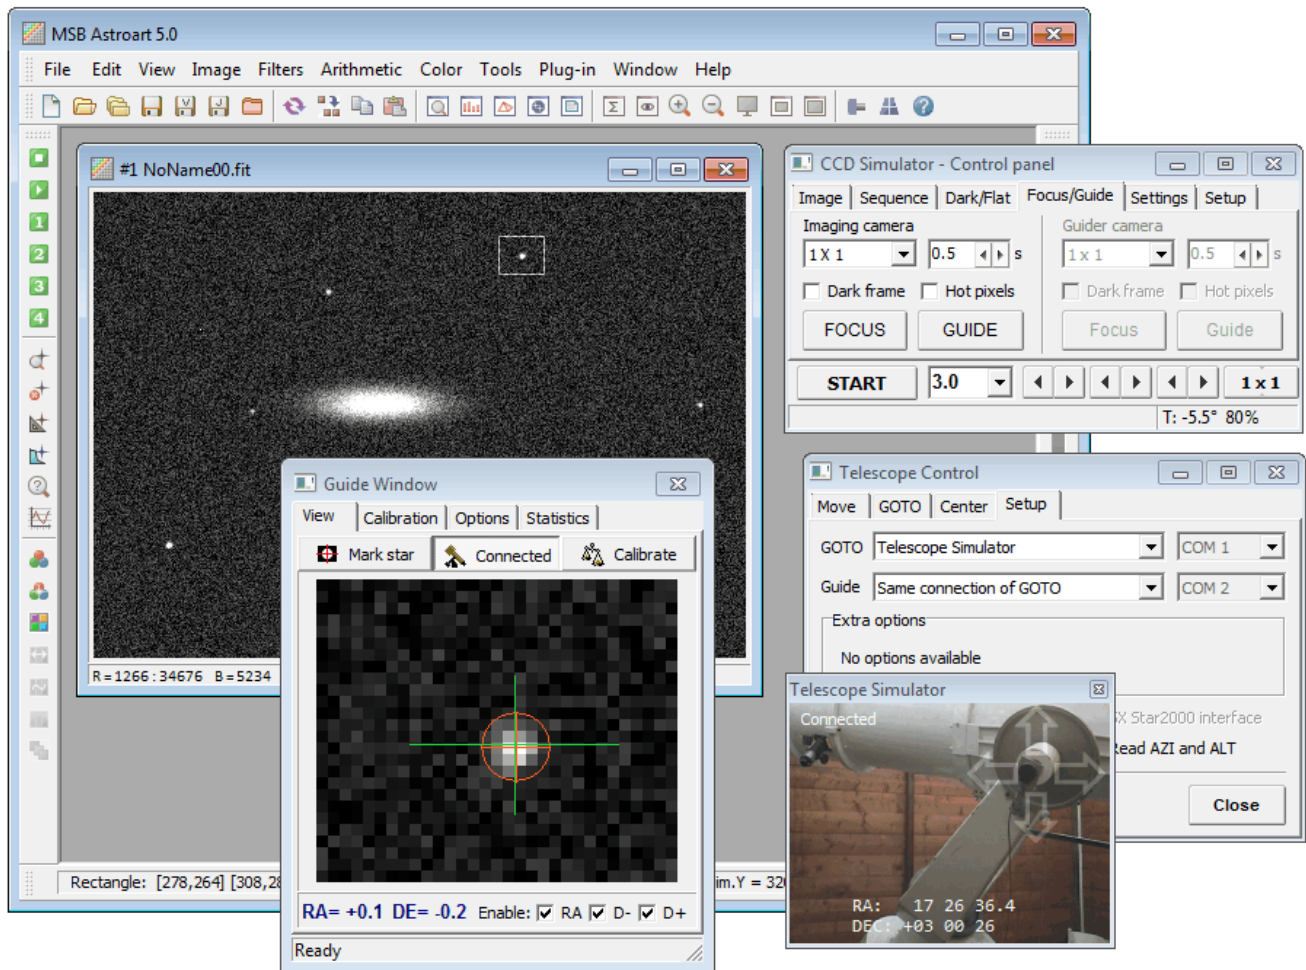 MSB Astroart 5.0
File Edit View Image Filters Arithmetic Color Tools Plug-in Window Help
1
2
3
4
#1 NoName00.fit
R=1266:34676 B=5234
Rectangle: [278,264] [308,28
im.Y = 320
CCD Simulator - Control panel
Image Sequence Dark/Flat Focus/Guide Settings Setup
Imaging camera Guider camera
1 X 1 0.5 s 1 x 1 0.5 s
Dark frame Hot pixels Dark frame Hot pixels
FOCUS GUIDE Focus Guide
START 3.0 1 x 1
T: -5.5° 80%
Guide Window
View Calibration Options Statistics
Mark star Connected Calibrate
RA= +0.1 DE= -0.2 Enable: RA D- D+
Ready
Telescope Control
Move GOTO Center Setup
GOTO Telescope Simulator COM 1
Guide Same connection of GOTO COM 2
Extra options
No options available
SX Star2000 interface
Read AZI and ALT
Close
Telescope Simulator
Connected
RA: 17 26 36.4
DEC: +03 00 26